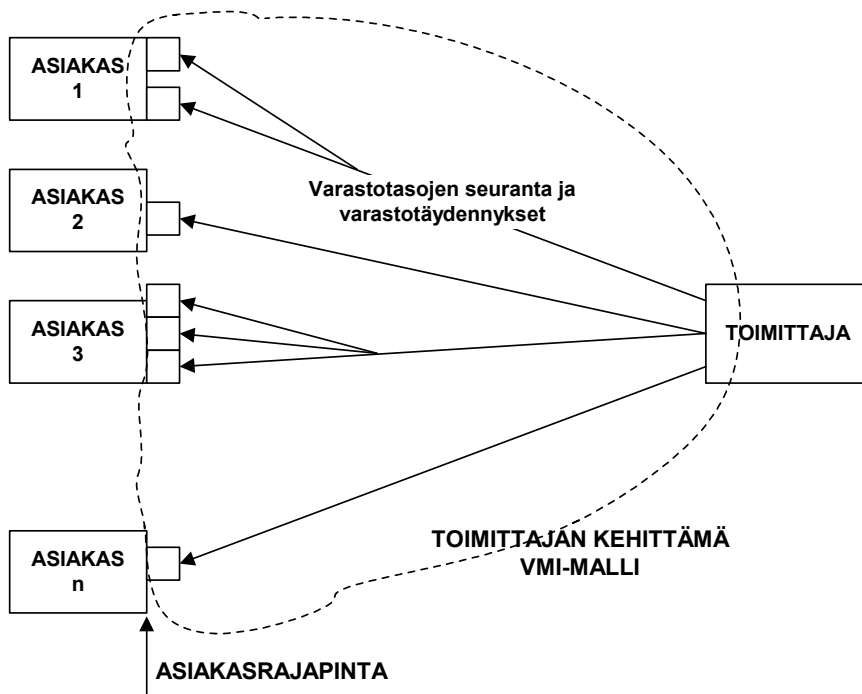 ASIAKAS
1
ASIAKAS
2
Varastotasojen seuranta ja
varastotäydennykset
ASIAKAS
3
TOIMITTAJA
ASIAKAS
n
TOIMITTAJAN KEHITTÄMÄ
VMI-MALLI
ASIAKASRAJAPINTA